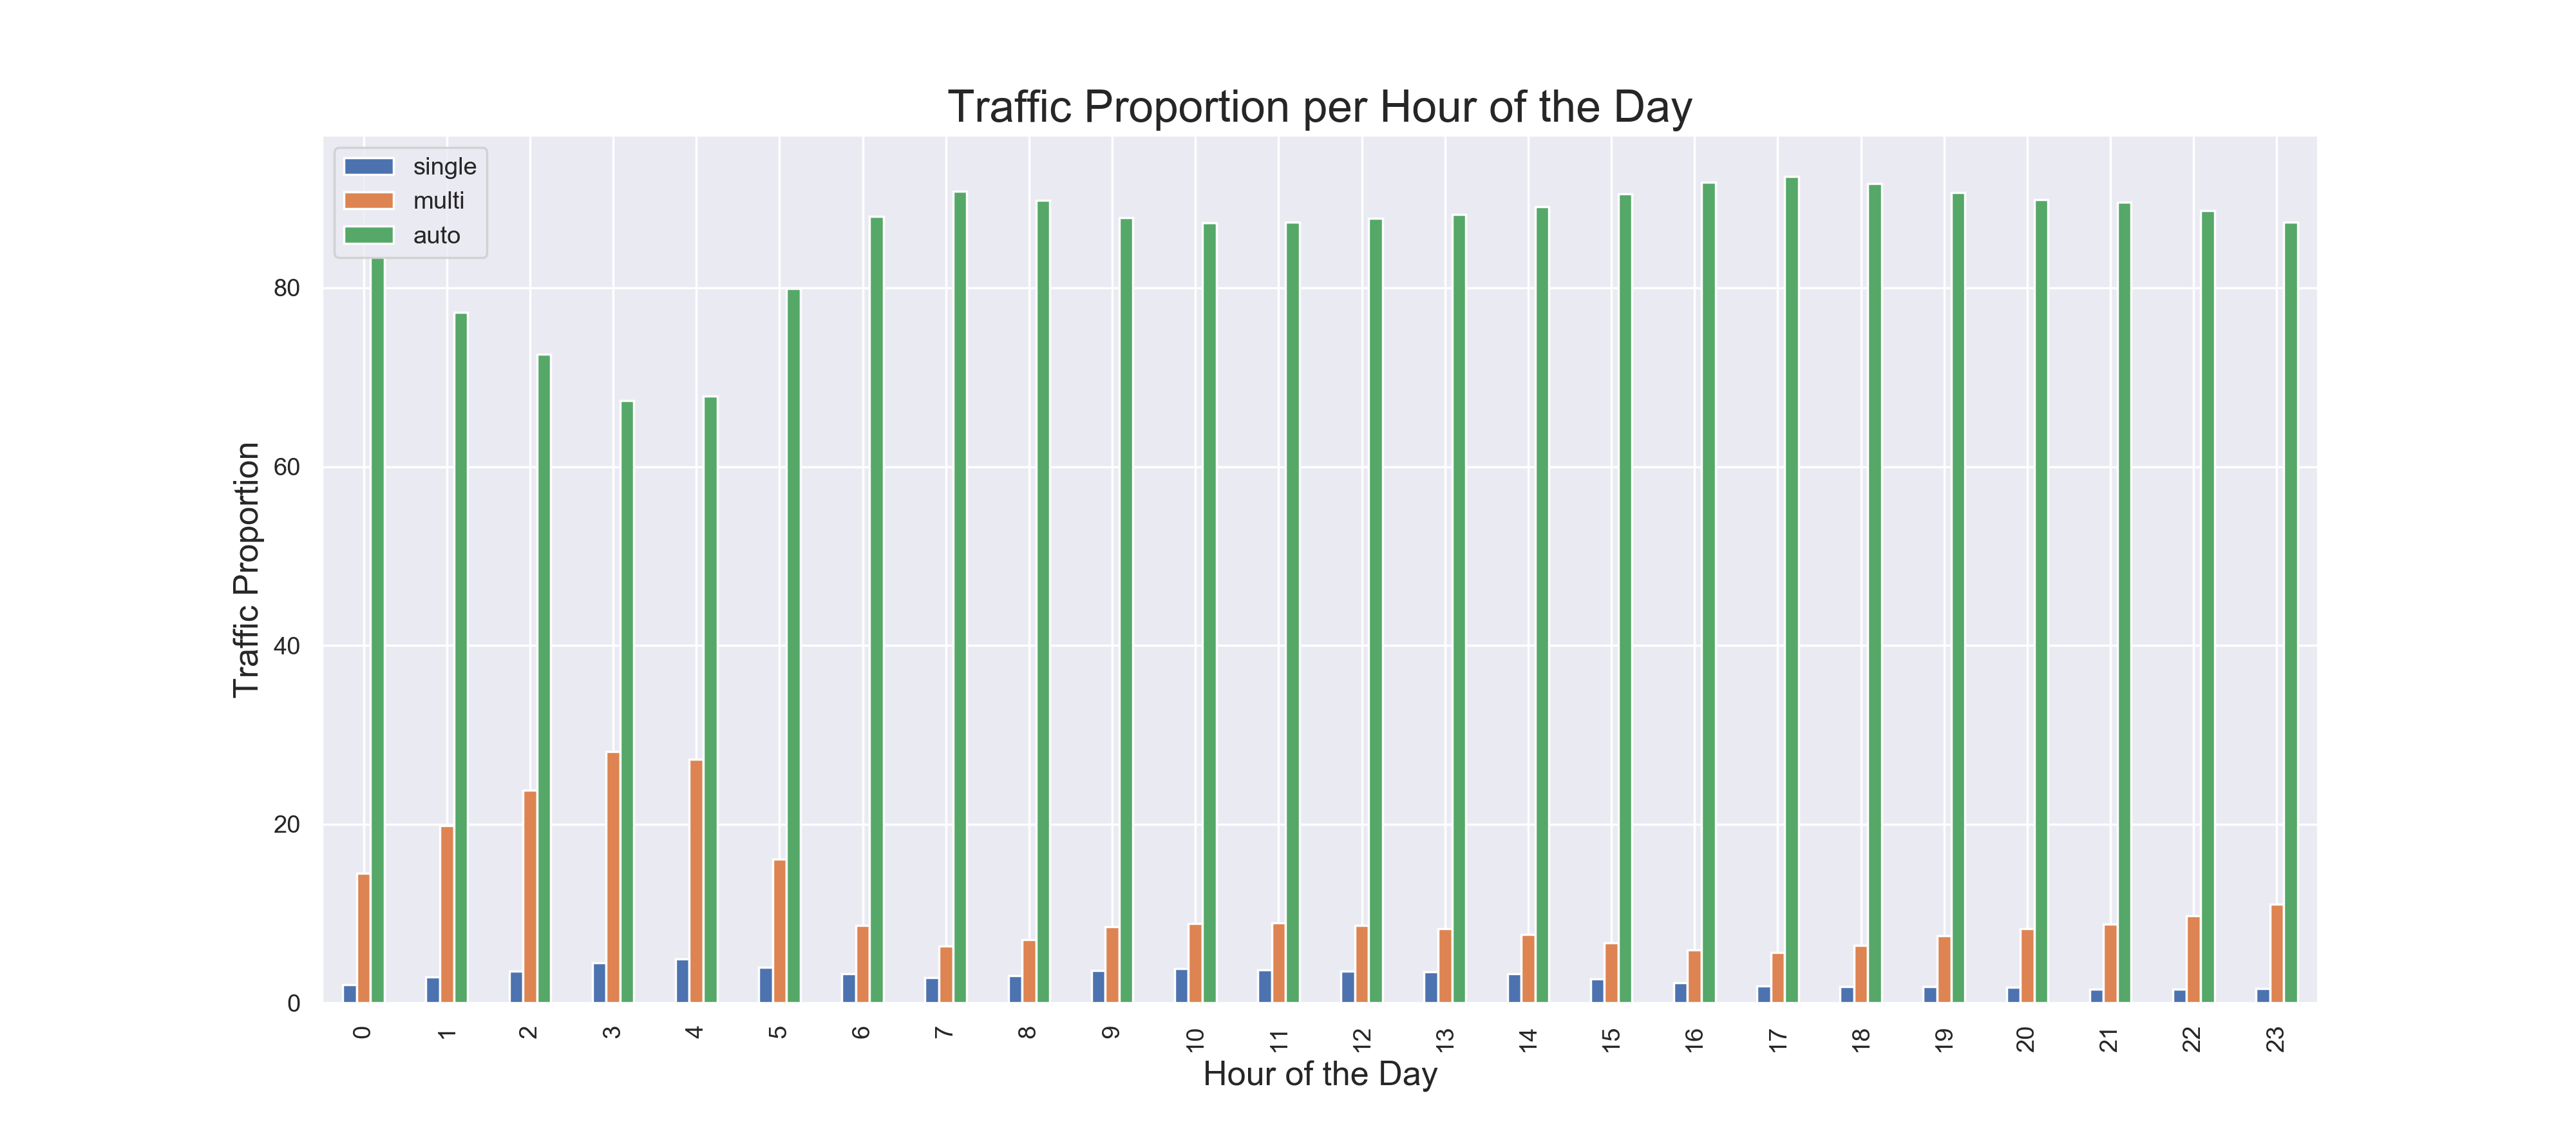 Traffic Proportion per Hour of the Day
single
multi
auto
80
60
40
20
0
Traffic Proportion
0 1 2 3 4 5 6 7 8 9 10 11 12 13 14 15 16 17 18 19 20 21 22 23
Hour of the Day